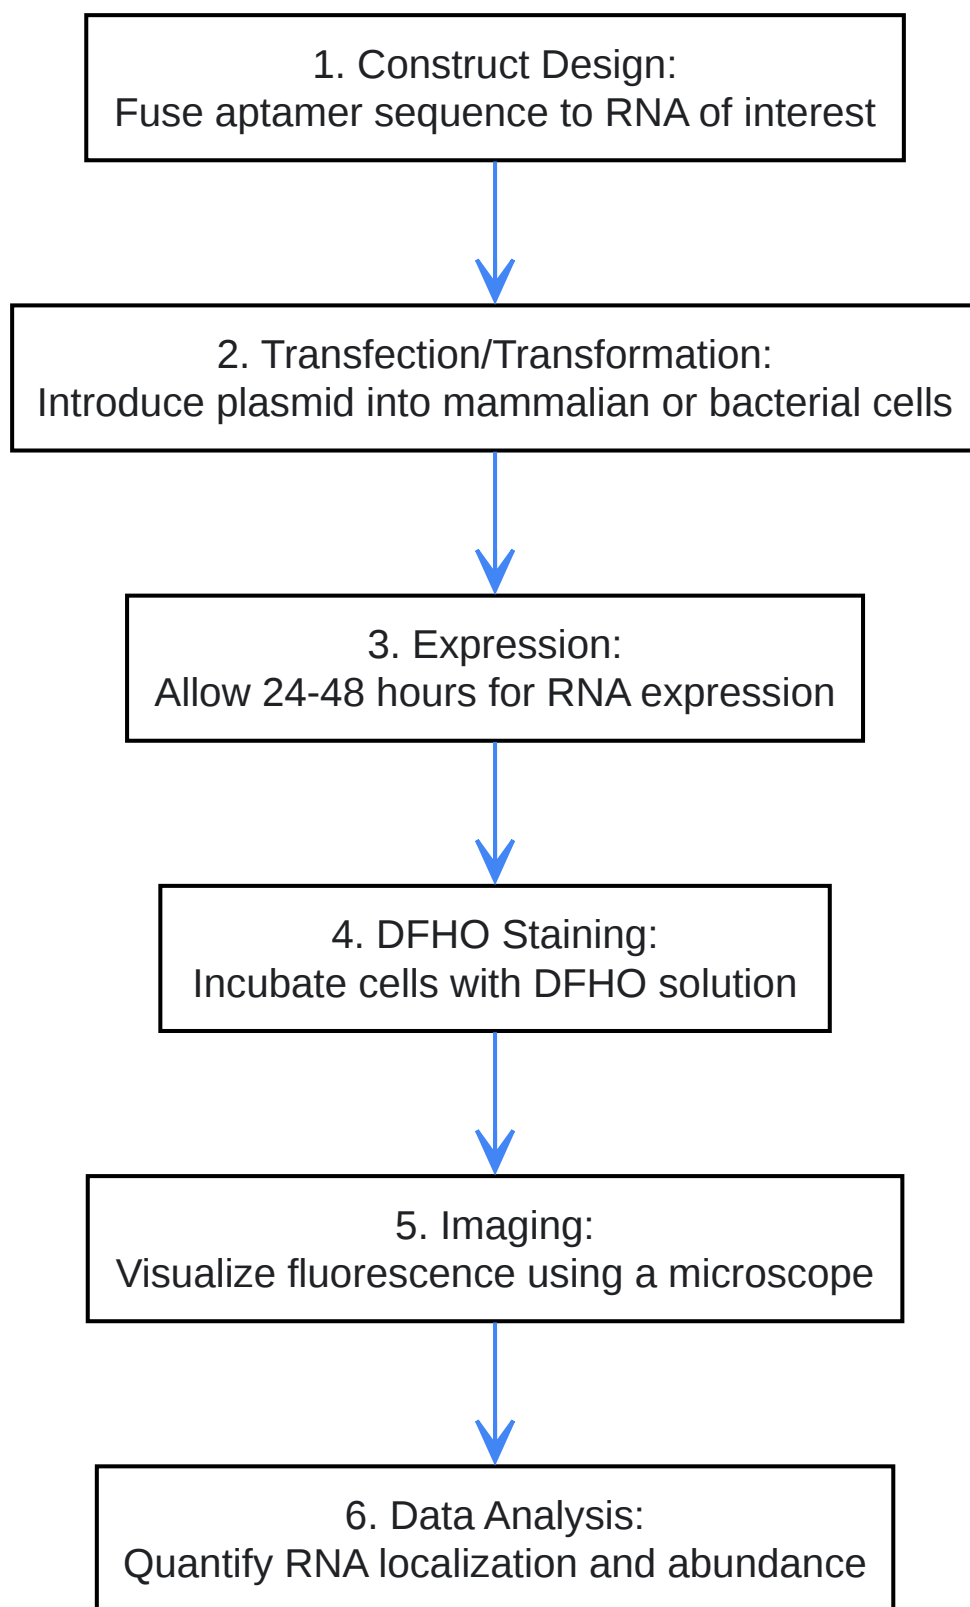 1. Construct Design:
Fuse aptamer sequence to RNA of interest
2. Transfection/Transformation:
Introduce plasmid into mammalian or bacterial cells
3. Expression:
Allow 24-48 hours for RNA expression
4. DFHO Staining:
Incubate cells with DFHO solution
5. Imaging:
Visualize fluorescence using a microscope
6. Data Analysis:
Quantify RNA localization and abundance